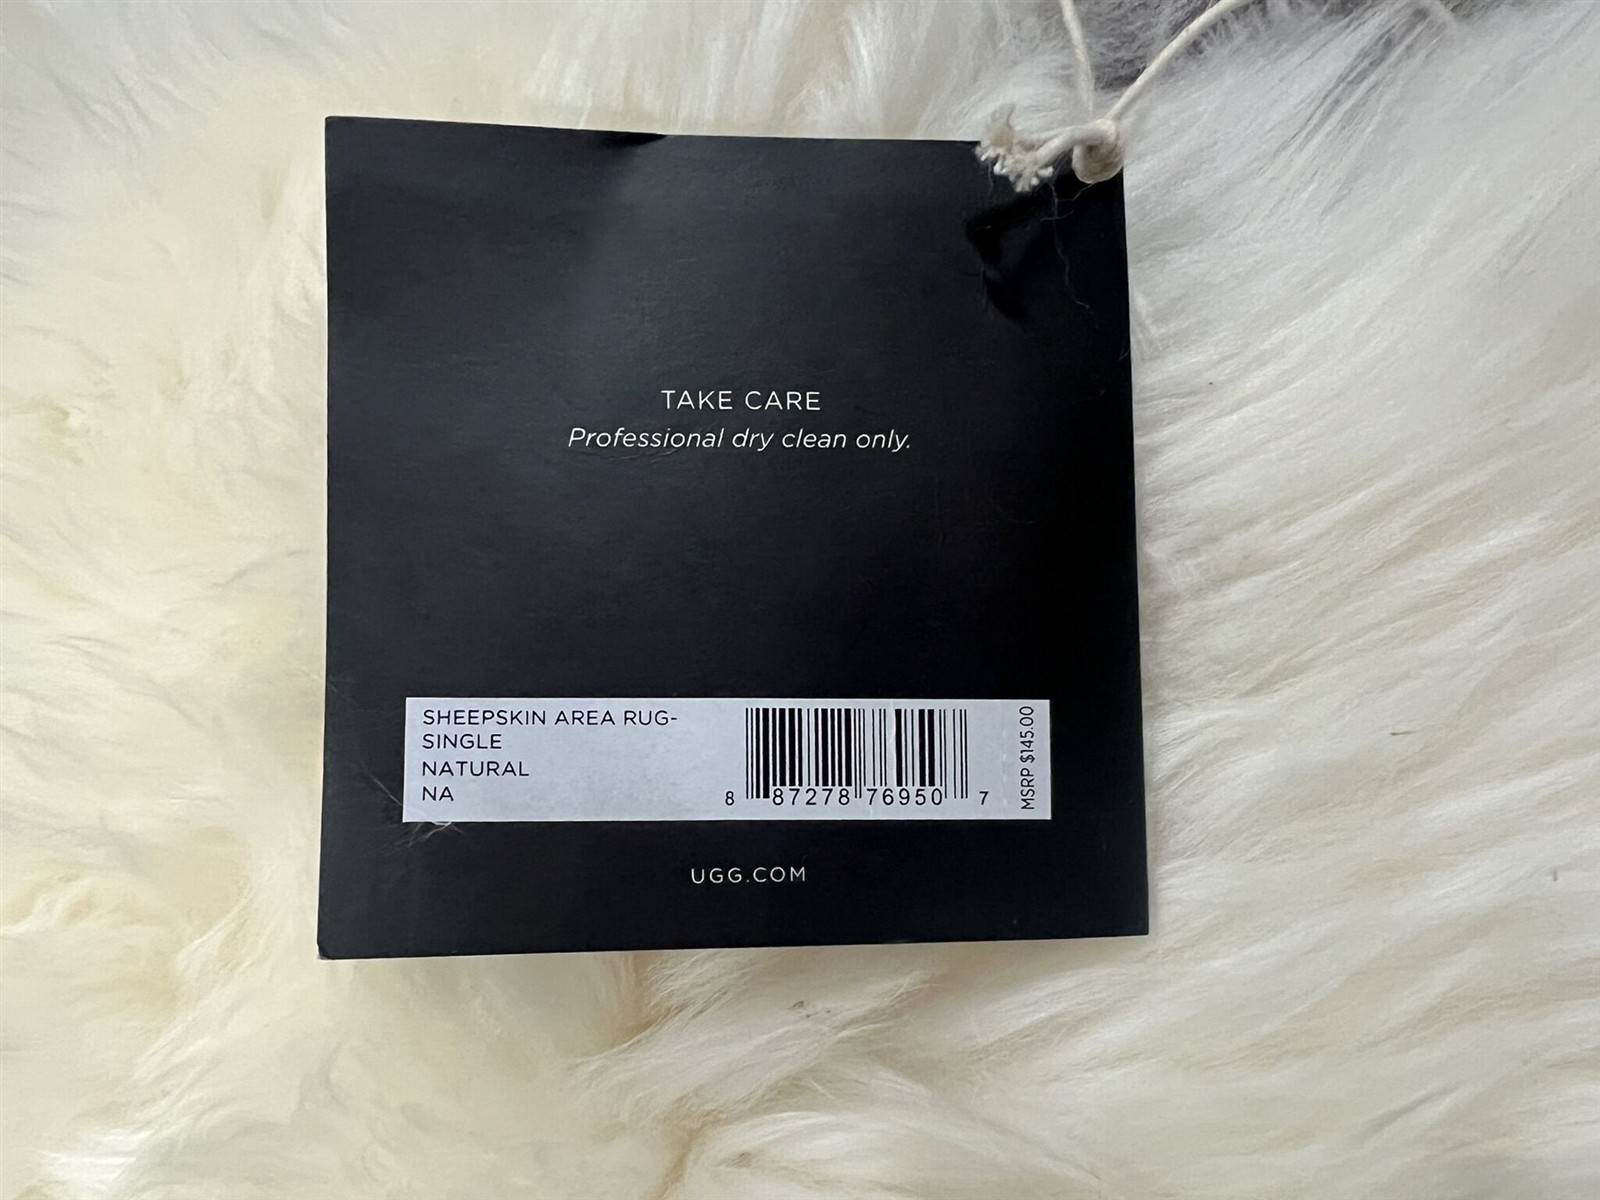 TAKE CARE
Professional dry clean only.
SHEEPSKIN AREA RUG-
SINGLE
NATURAL
NA
8 87278 76950 7
MSRP $145.00
UGG.COM